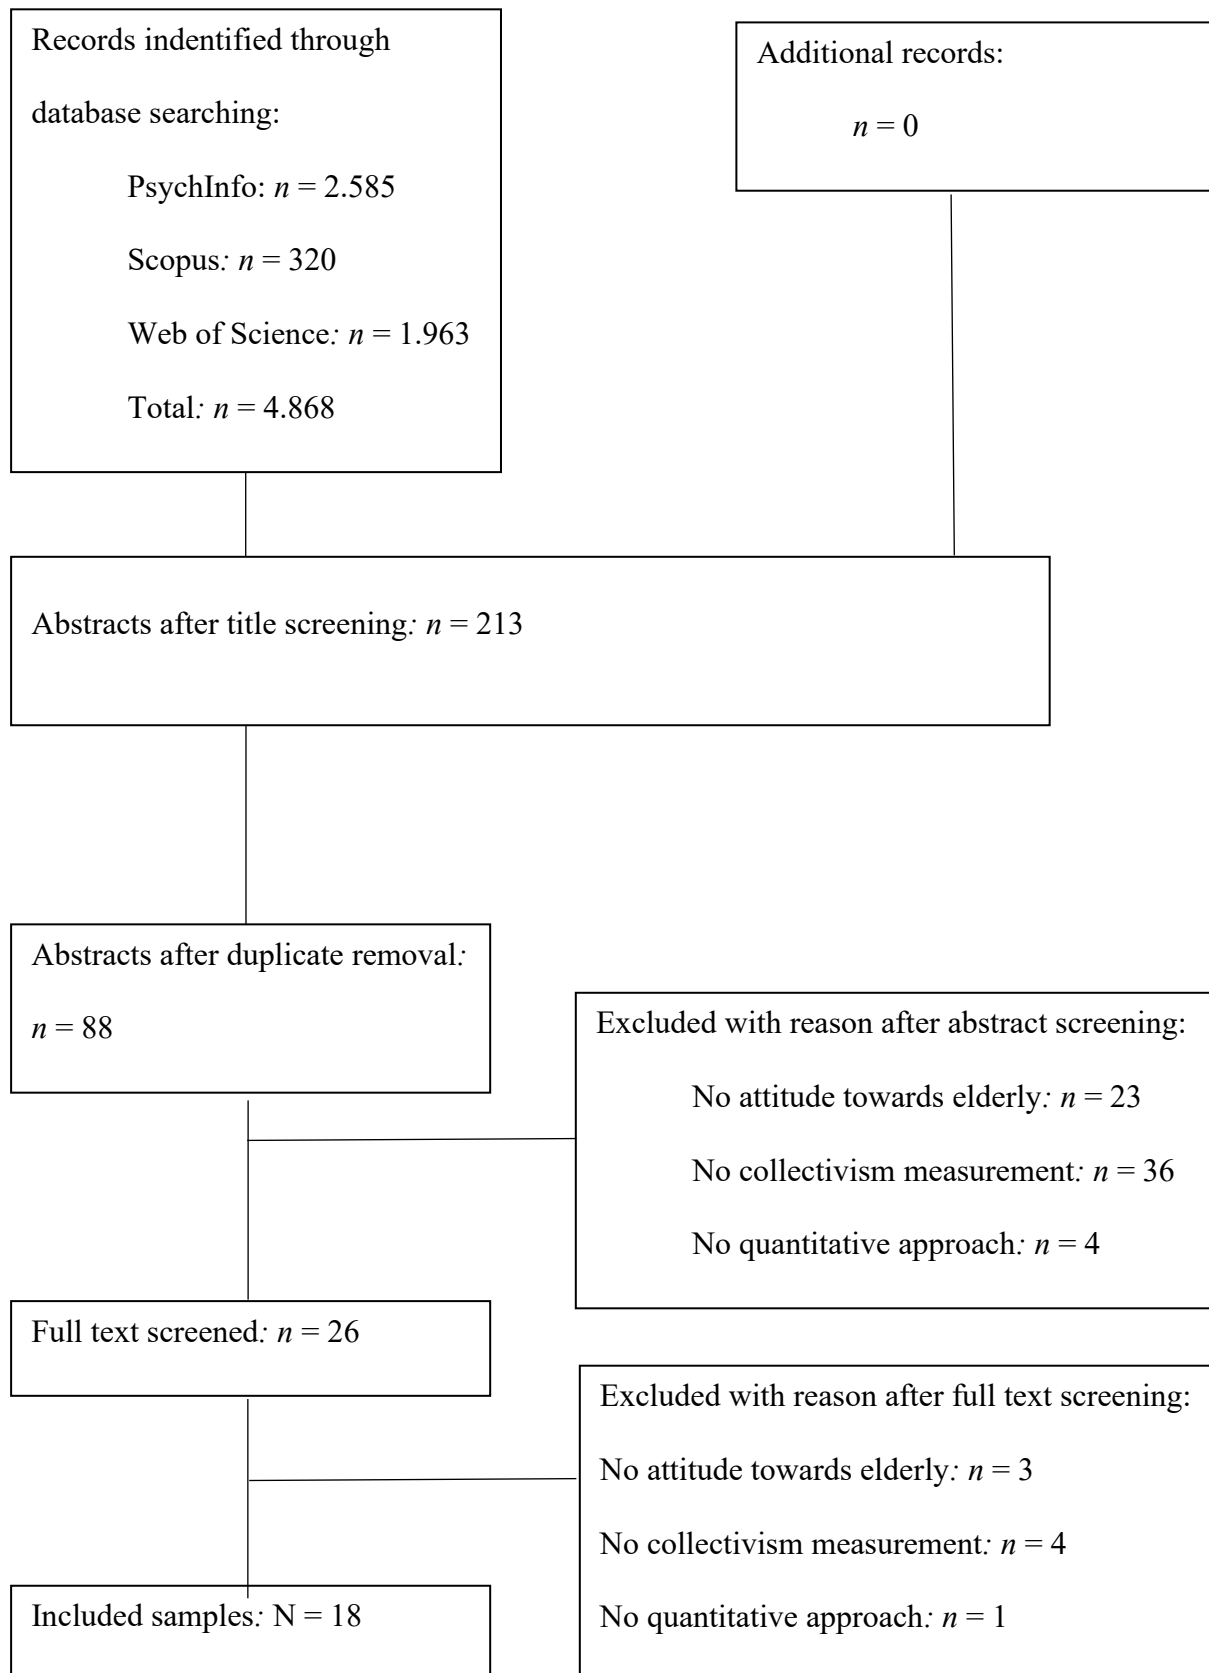 Records indentified through
database searching:
PsychInfo: n = 2.585
Scopus: n = 320
Web of Science: n = 1.963
Total: n = 4.868
Additional records:
n = 0
Abstracts after title screening: n = 213
Abstracts after duplicate removal:
n = 88
Excluded with reason after abstract screening:
No attitude towards elderly: n = 23
No collectivism measurement: n = 36
No quantitative approach: n = 4
Full text screened: n = 26
Excluded with reason after full text screening:
No attitude towards elderly: n = 3
No collectivism measurement: n = 4
No quantitative approach: n = 1
Included samples: N = 18